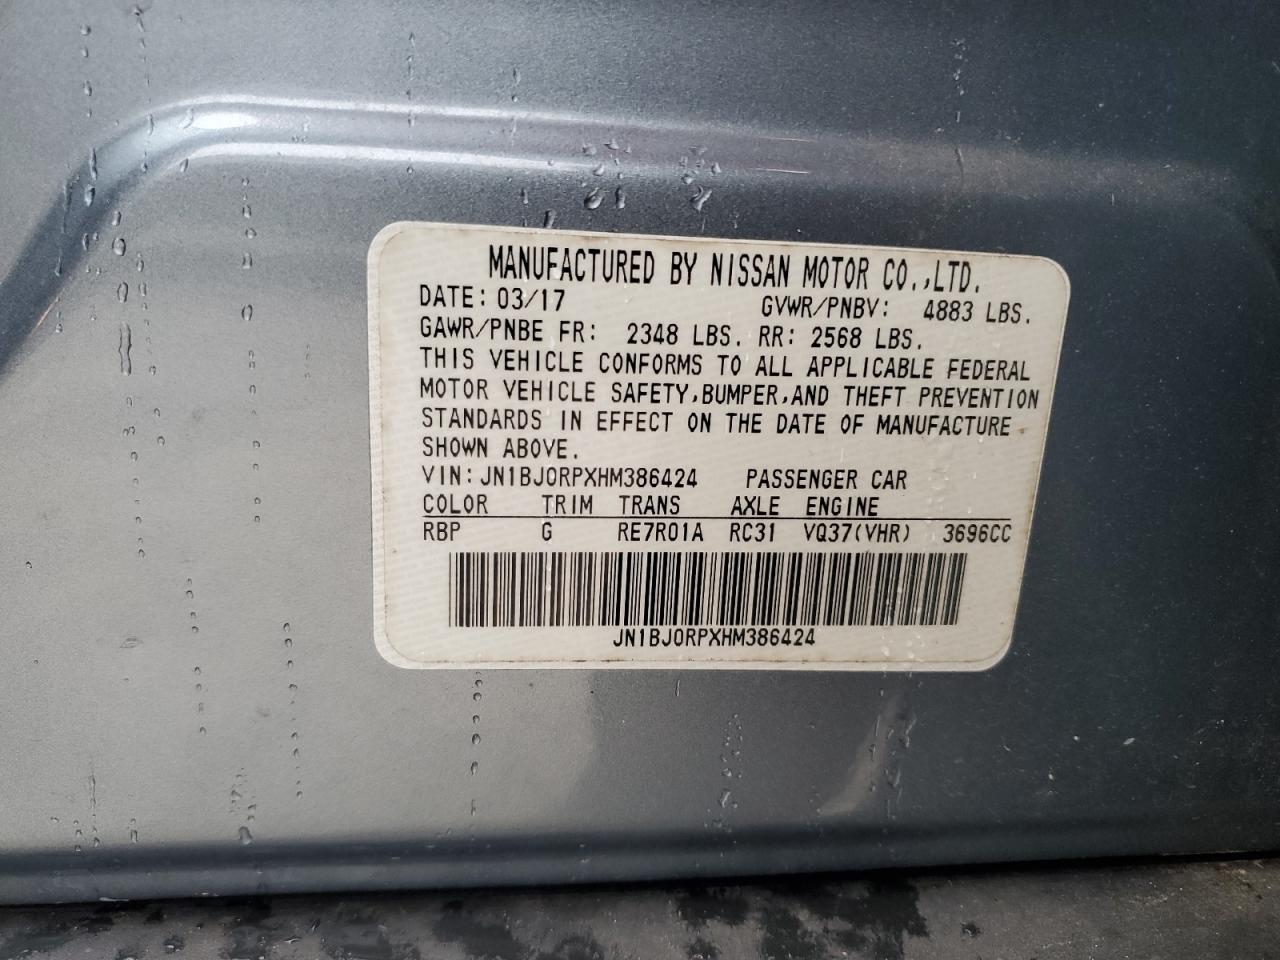 MANUFACTURED BY NISSAN MOTOR CO.,LTD.
DATE: 03/17 GVWR/PNBV: 4883 LBS.
GAWR/PNBE FR: 2348 LBS. RR: 2568 LBS.
THIS VEHICLE CONFORMS TO ALL APPLICABLE FEDERAL
MOTOR VEHICLE SAFETY,BUMPER,AND THEFT PREVENTION
STANDARDS IN EFFECT ON THE DATE OF MANUFACTURE
SHOWN ABOVE.
VIN: JN1BJ0RPXHM386424 PASSENGER CAR
COLOR TRIM TRANS AXLE ENGINE
RBP G RE7R01A RC31 VQ37(VHR) 3696CC
JN1BJ0RPXHM386424